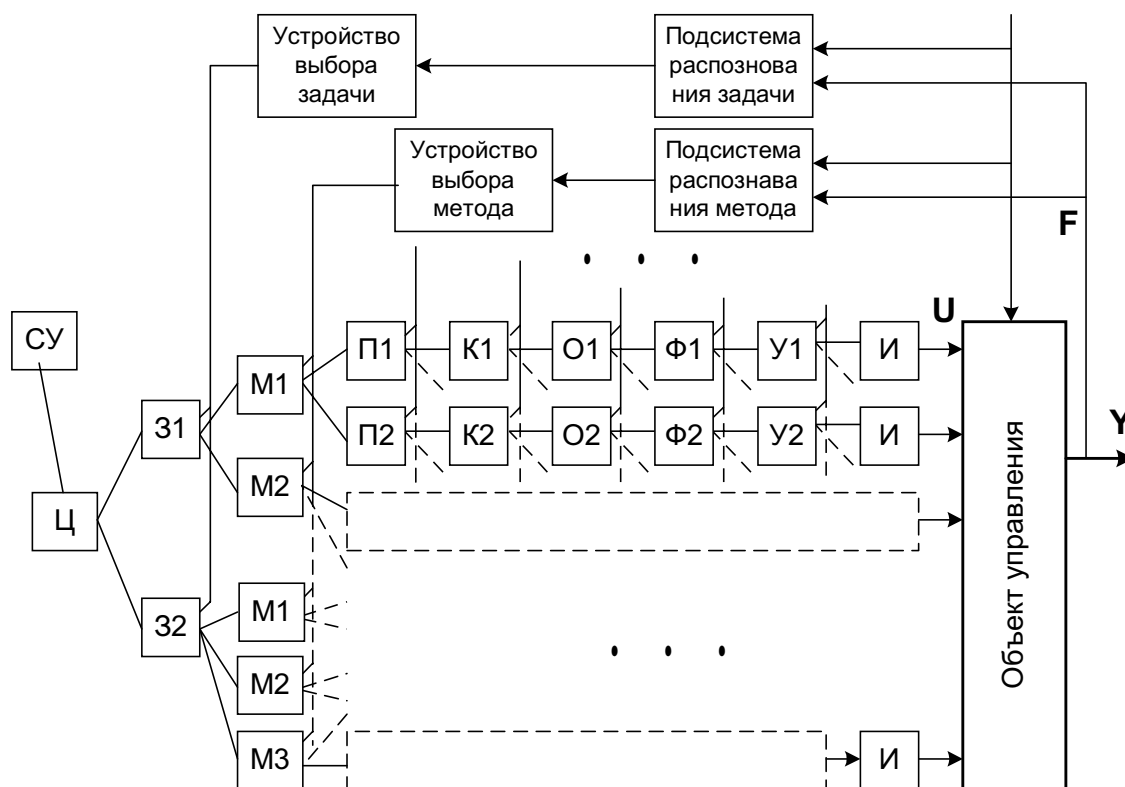 Устройство
выбора
задачи
Подсистема
распознова
ния задачи
Устройство
выбора
метода
Подсистема
распознава
ния метода
F
U
СУ
П1 К1 О1 Ф1 У1 И
М1
З1
П2 К2 О2 Ф2 У2 И
Y
М2
Ц
Объект управления
М1
З2
М2
М3
И